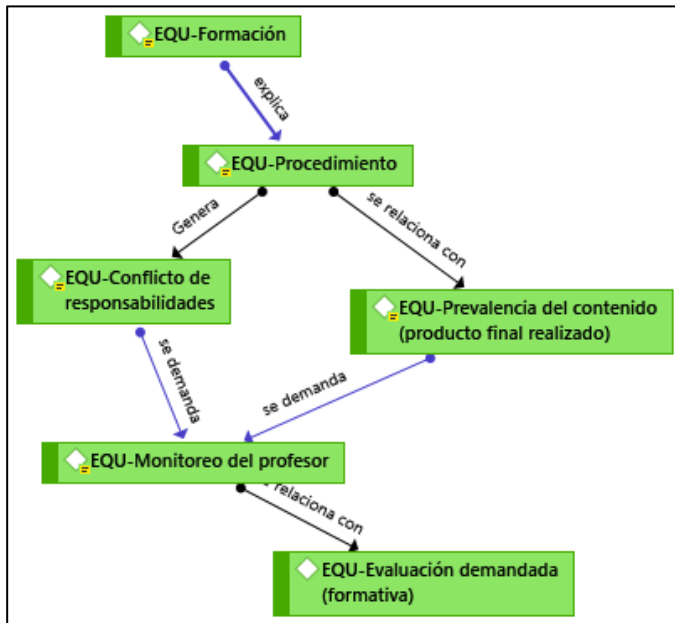 EQU-Formación
explica
EQU-Procedimiento
Genera
se relaciona con
EQU-Conflicto de
responsabilidades
EQU-Prevalencia del contenido
(producto final realizado)
se demanda
se demanda
EQU-Monitoreo del profesor
relaciona con
EQU-Evaluación demandada
(formativa)